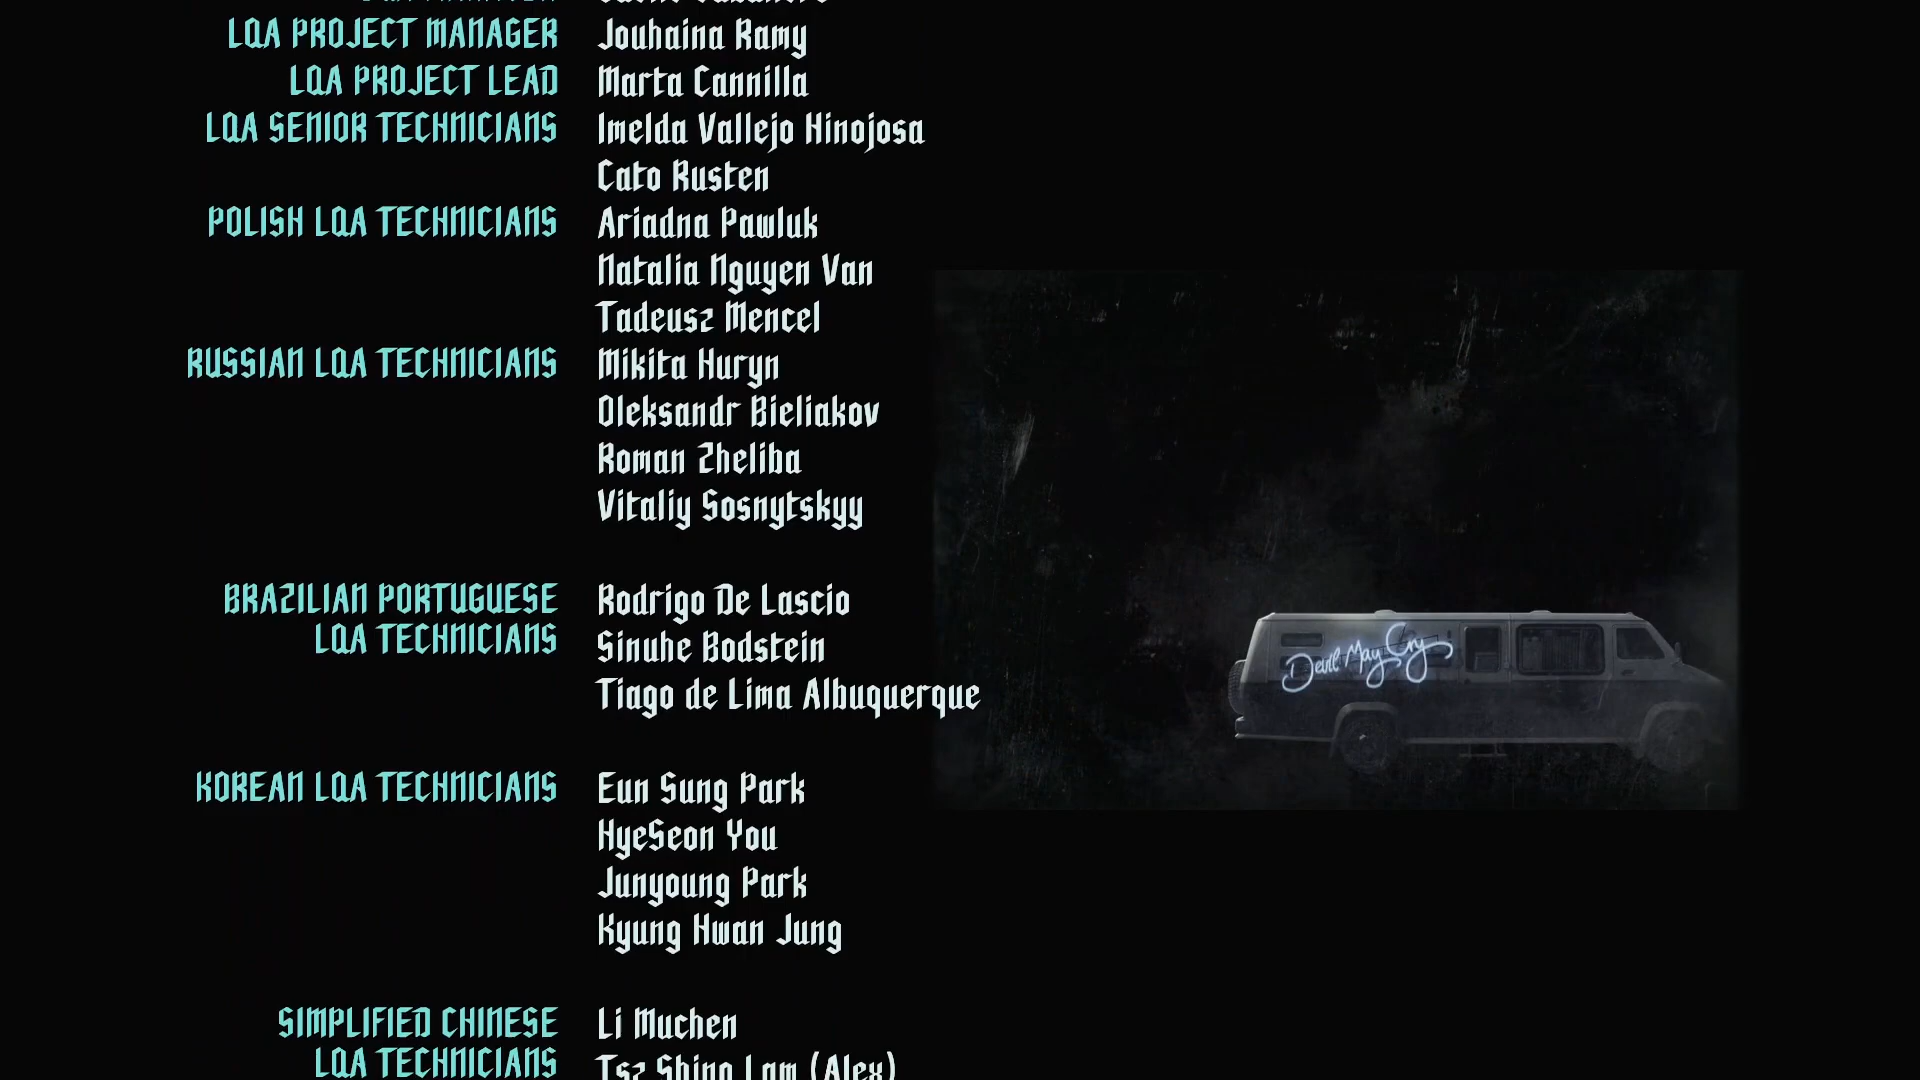 LQA PROJECT MANAGER Jouhaina Ramy
LQA PROJECT LEAD Marta Cannilla
LQA SENIOR TECHNICIANS Imelda Vallejo Hinojosa
Cato Rusten
POLISH LQA TECHNICIANS Ariadna Pawluk
Natalia Nguyen Van
Tadeusz Mencel
RUSSIAN LQA TECHNICIANS Mikita Huryn
Oleksandr Bieliakov
Roman Zheliba
Vitaliy Sosnytskyy
BRAZILIAN PORTUGUESE Rodrigo De Lascio
LQA TECHNICIANS Sinuhe Bodstein
Tiago de Lima Albuquerque
Devil May Cry
KOREAN LQA TECHNICIANS Eun Sung Park
HyeSeon You
Junyoung Park
Kyung Hwan Jung
SIMPLIFIED CHINESE Li Muchen
LQA TECHNICIANS Tsz Shing Lam (Alex)